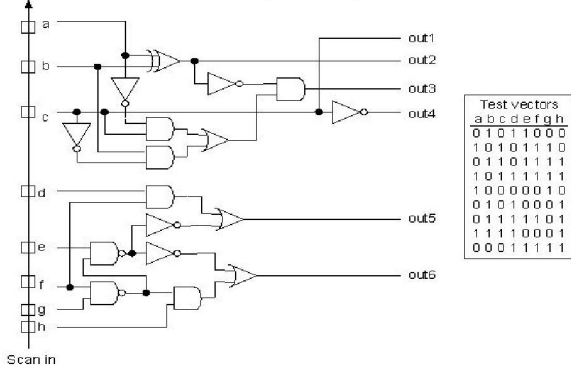 a
out1
out2
b
out3
c
out4
Test vectors
a b c d e f g h
0 1 0 1 1 0 0 0
1 0 1 0 1 1 1 0
0 1 1 0 1 1 1 1
1 0 1 1 1 1 1 1
1 0 0 0 0 0 1 0
0 1 0 1 0 0 0 1
0 1 1 1 1 1 0 1
1 1 1 1 0 0 0 1
0 0 0 1 1 1 1 1
d
out5
e
out6
f
g
h
Scan in